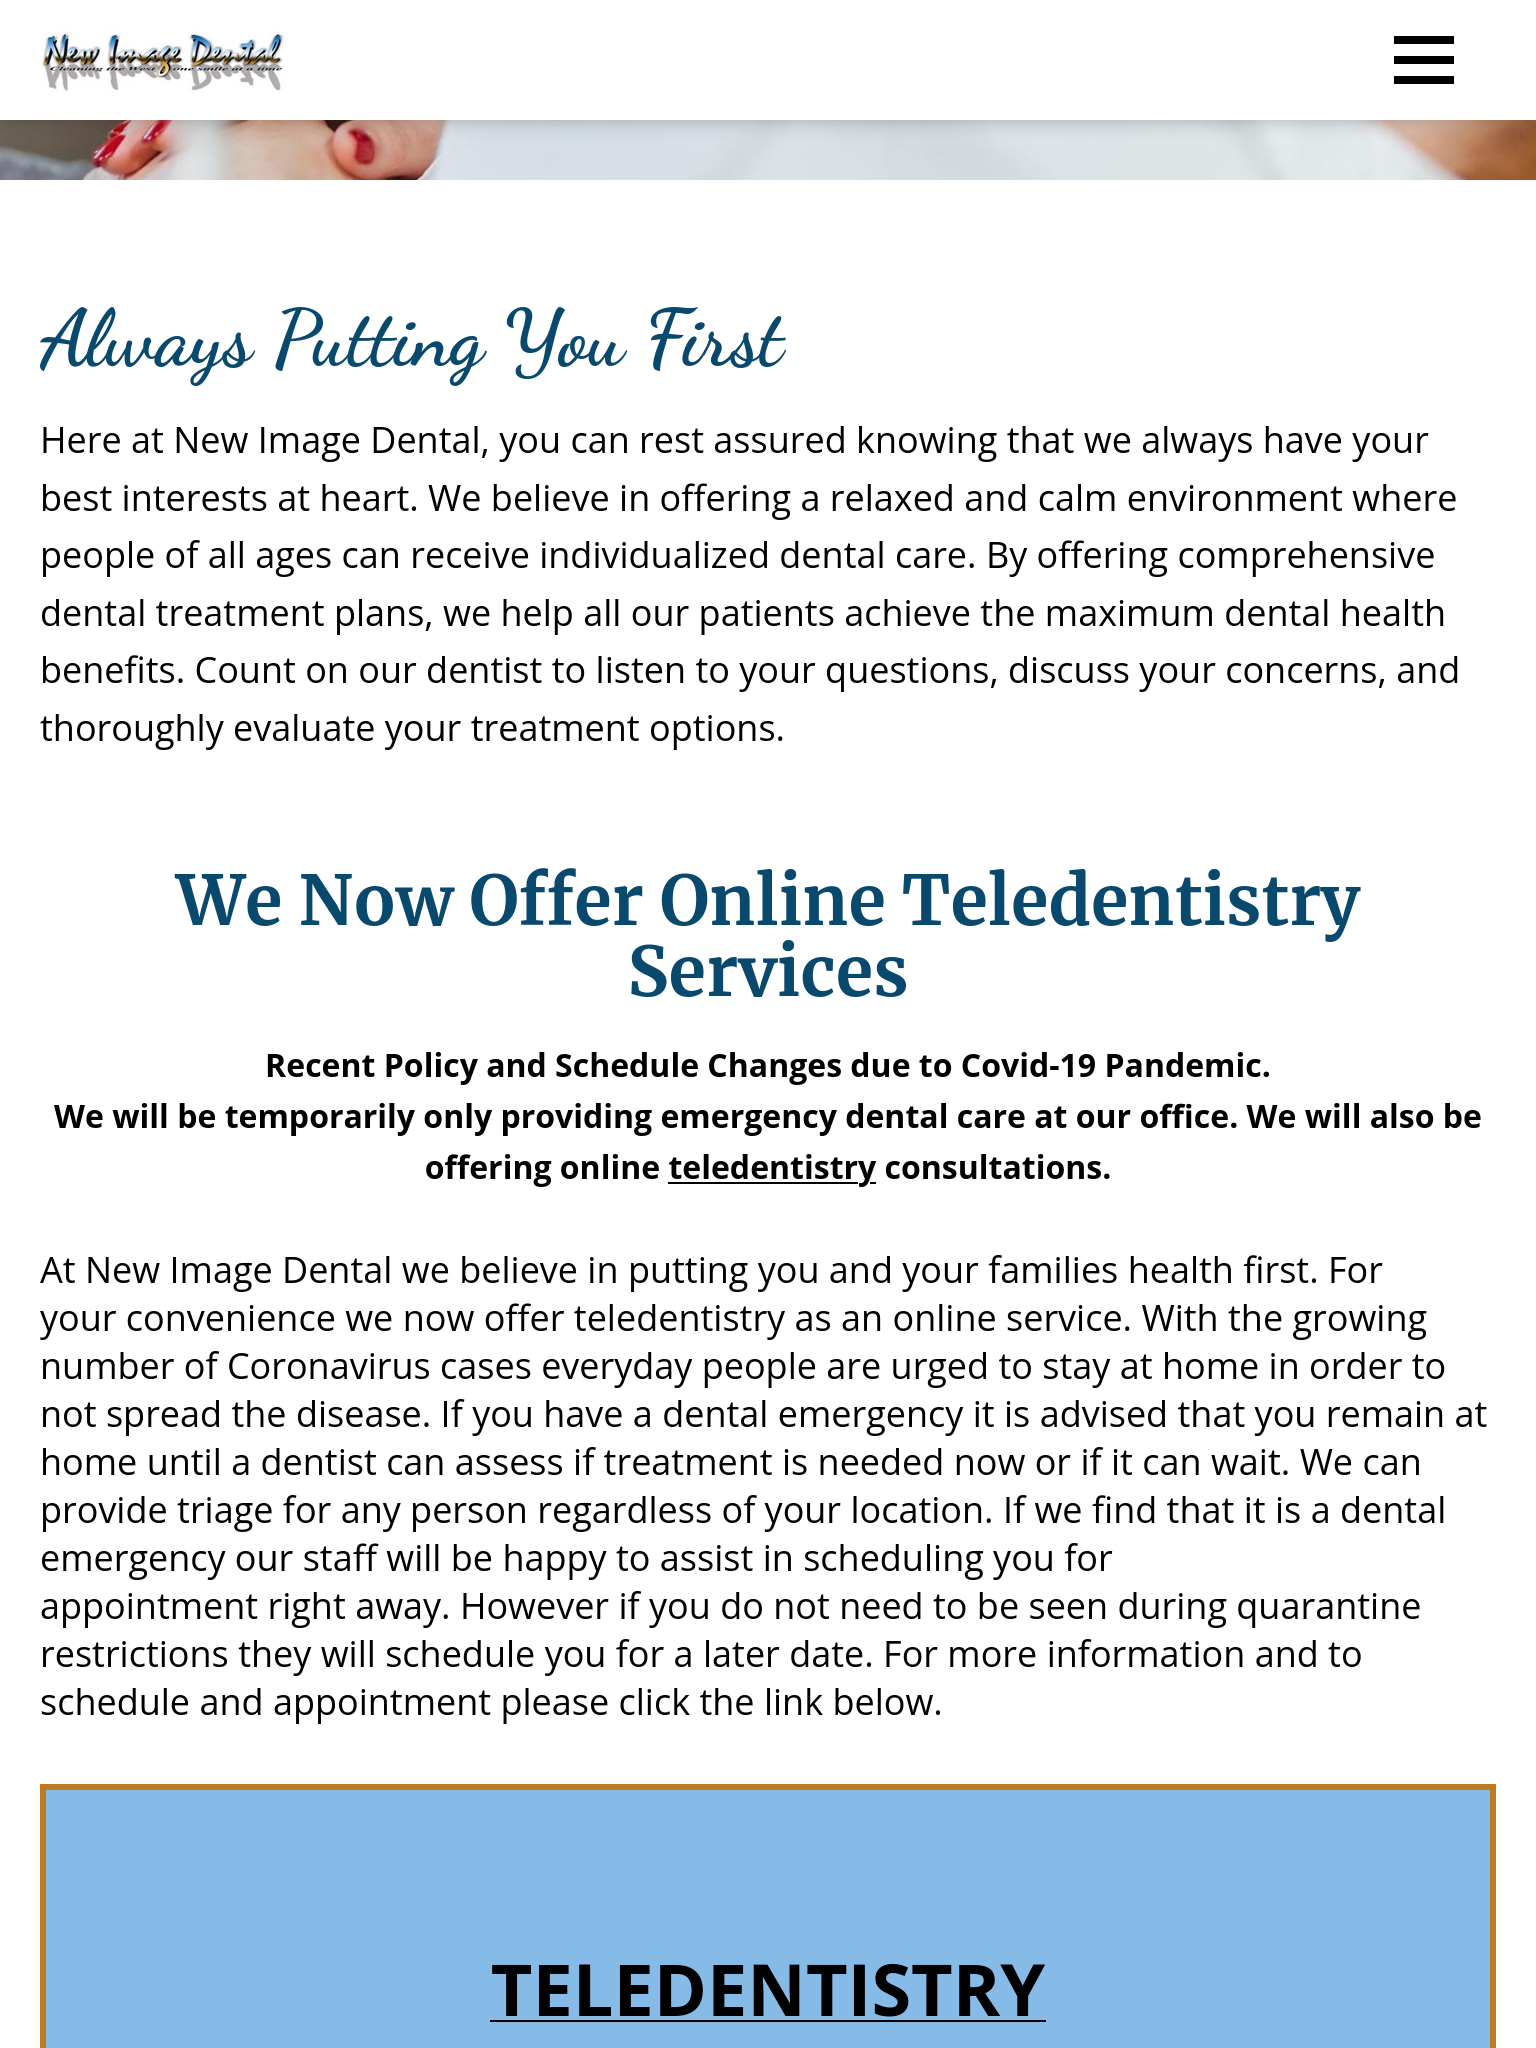 New Image Dental
Cleaning the West one smile at a time
Always Putting You First
Here at New Image Dental, you can rest assured knowing that we always have your
best interests at heart. We believe in offering a relaxed and calm environment where
people of all ages can receive individualized dental care. By offering comprehensive
dental treatment plans, we help all our patients achieve the maximum dental health
benefits. Count on our dentist to listen to your questions, discuss your concerns, and
thoroughly evaluate your treatment options.
We Now Offer Online Teledentistry
Services
Recent Policy and Schedule Changes due to Covid-19 Pandemic.
We will be temporarily only providing emergency dental care at our office. We will also be
offering online teledentistry consultations.
At New Image Dental we believe in putting you and your families health first. For
your convenience we now offer teledentistry as an online service. With the growing
number of Coronavirus cases everyday people are urged to stay at home in order to
not spread the disease. If you have a dental emergency it is advised that you remain at
home until a dentist can assess if treatment is needed now or if it can wait. We can
provide triage for any person regardless of your location. If we find that it is a dental
emergency our staff will be happy to assist in scheduling you for
appointment right away. However if you do not need to be seen during quarantine
restrictions they will schedule you for a later date. For more information and to
schedule and appointment please click the link below.
TELEDENTISTRY